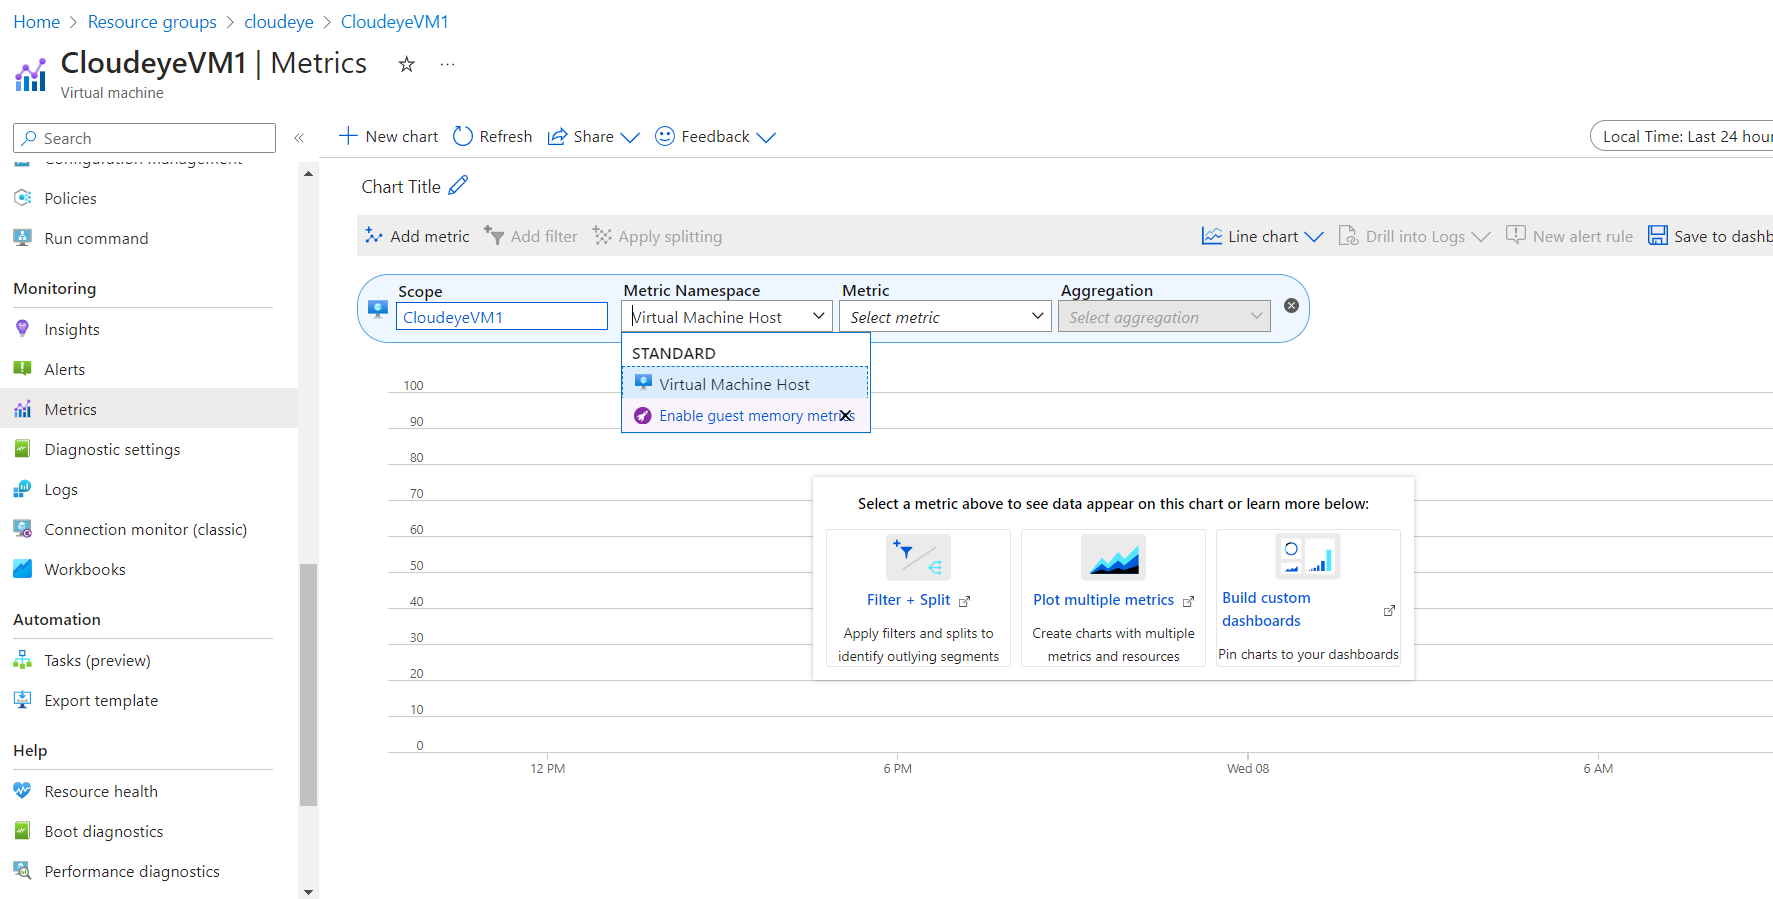 Home > Resource groups > cloudeye > CloudeyeVM1
CloudeyeVM1 | Metrics
Virtual machine
Search
Configuration management
Policies
Run command
Monitoring
Insights
Alerts
Metrics
Diagnostic settings
Logs
Connection monitor (classic)
Workbooks
Automation
Tasks (preview)
Export template
Help
Resource health
Boot diagnostics
Performance diagnostics
New chart Refresh Share Feedback
Local Time: Last 24 hour
Chart Title
Add metric Add filter Apply splitting Line chart Drill into Logs New alert rule Save to dashb
Scope Metric Namespace Metric Aggregation
CloudeyeVM1 Virtual Machine Host Select metric Select aggregation
STANDARD
Virtual Machine Host
Enable guest memory metrics
100
90
80
70
60
50
40
30
20
10
0
12 PM 6 PM Wed 08 6 AM
Select a metric above to see data appear on this chart or learn more below:
Filter + Split
Apply filters and splits to
identify outlying segments
Plot multiple metrics
Create charts with multiple
metrics and resources
Build custom
dashboards
Pin charts to your dashboards